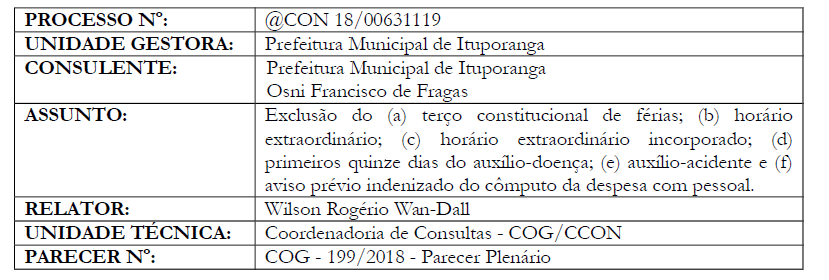 PROCESSO Nº: @CON 18/00631119
UNIDADE GESTORA: Prefeitura Municipal de Ituporanga
CONSULENTE: Prefeitura Municipal de Ituporanga
Osni Francisco de Fragas
ASSUNTO: Exclusão do (a) terço constitucional de férias; (b) horário
extraordinário; (c) horário extraordinário incorporado; (d)
primeiros quinze dias do auxílio-doença; (e) auxílio-acidente e (f)
aviso prévio indenizado do cômputo da despesa com pessoal.
RELATOR: Wilson Rogério Wan-Dall
UNIDADE TÉCNICA: Coordenadoria de Consultas - COG/CCON
PARECER Nº: COG - 199/2018 - Parecer Plenário